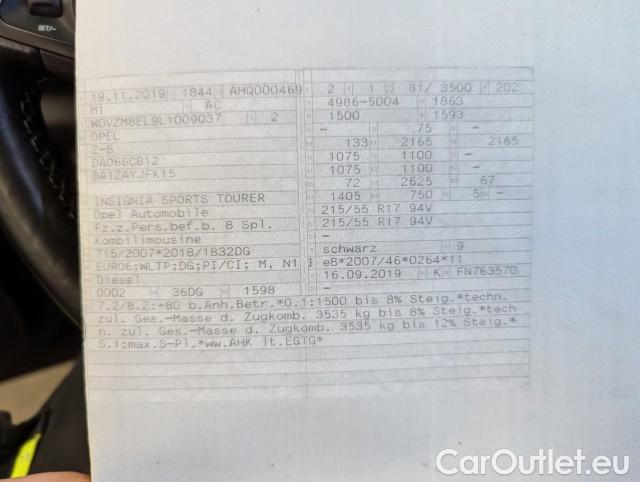 SET/-
19.11.2019 1844 AHQ000469 2 1 81/ 3500 202
M1 AC 4986-5004 1863
W0VZM8EL9L1009037 2 1500 1593
OPEL - 75 -
Z-B 133 2165 2165
DA066CB12 1075 1100 -
BA1ZAYJFK15 1075 1100 -
72 2625 67
INSIGNIA SPORTS TOURER 1405 750 5 -
Opel Automobile 215/55 R17 94V
Fz.z.Pers.bef.b. 8 Spl. 215/55 R17 94V
Kombilimousine -
715/2007*2018/1832DG schwarz 9
EURO6;WLTP;DG;PI/CI; M, N1 e8*2007/46*0264*11
Diesel 16.09.2019 K FN763570
0002 36DG 1598
7.2/8.2:+80 b.Anh.Betr.*O.1:1500 bis 8% Steig.*techn.
zul. Ges.-Masse d. Zugkomb. 3535 kg bis 8% Steig.*tech
n. zul. Ges.-Masse d. Zugkomb. 3535 kg bis 12% Steig.*
S.1:max.S-Pl.*ww.AHK lt.EGTG*
CarOutlet.eu